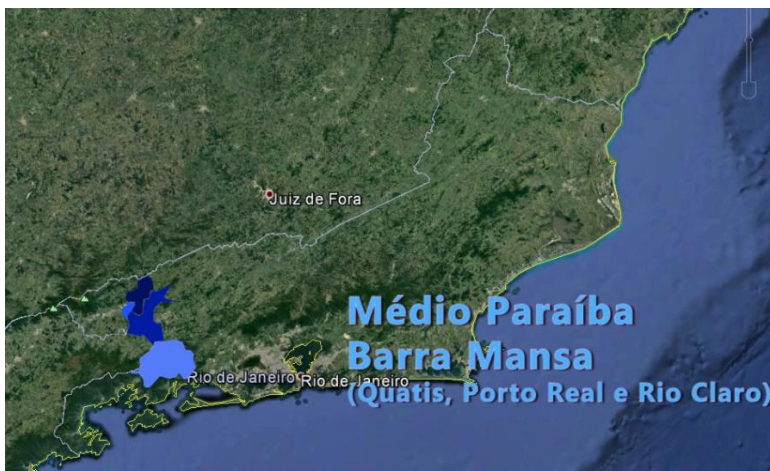 Juiz de Fora
Médio Paraíba
Barra Mansa
(Quatis, Porto Real e Rio Claro)
Rio de Janeiro
Rio de Janeiro